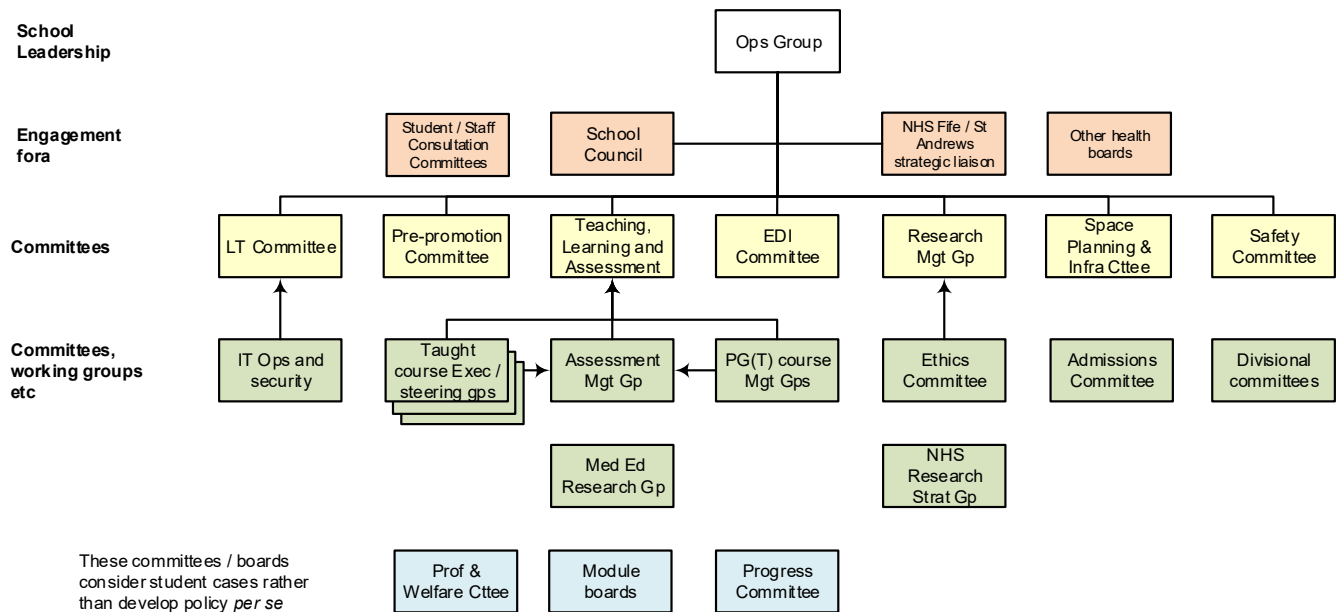 School
Leadership
Ops Group
Engagement
fora
Student / Staff
Consultation
Committees
School
Council
NHS Fife / St
Andrews
strategic liaison
Other health
boards
Committees
LT Committee
Pre-promotion
Committee
Teaching,
Learning and
Assessment
EDI
Committee
Research
Mgt Gp
Space
Planning &
Infra Cttee
Safety
Committee
Committees,
working groups
etc
IT Ops and
security
Taught
course Exec /
steering gps
Assessment
Mgt Gp
PG(T) course
Mgt Gps
Ethics
Committee
Admissions
Committee
Divisional
committees
Med Ed
Research Gp
NHS
Research
Strat Gp
These committees / boards
consider student cases rather
than develop policy per se
Prof &
Welfare Cttee
Module
boards
Progress
Committee